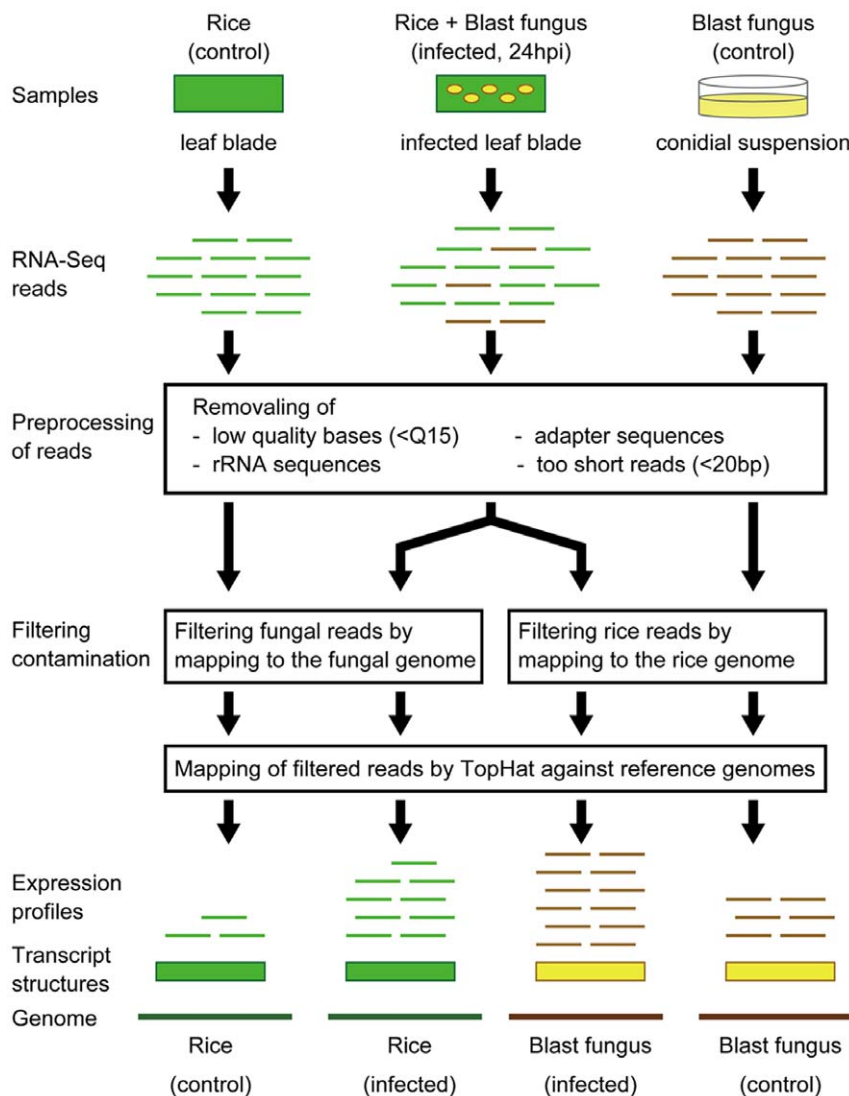 Rice
(control)
Rice + Blast fungus
(infected, 24hpi)
Blast fungus
(control)
Samples
leaf blade
infected leaf blade
conidial suspension
RNA-Seq
reads
Preprocessing
of reads
Removaling of
- low quality bases (<Q15)
- adapter sequences
- rRNA sequences
- too short reads (<20bp)
Filtering
contamination
Filtering fungal reads by
mapping to the fungal genome
Filtering rice reads by
mapping to the rice genome
Mapping of filtered reads by TopHat against reference genomes
Expression
profiles
Transcript
structures
Genome
Rice
(control)
Rice
(infected)
Blast fungus
(infected)
Blast fungus
(control)